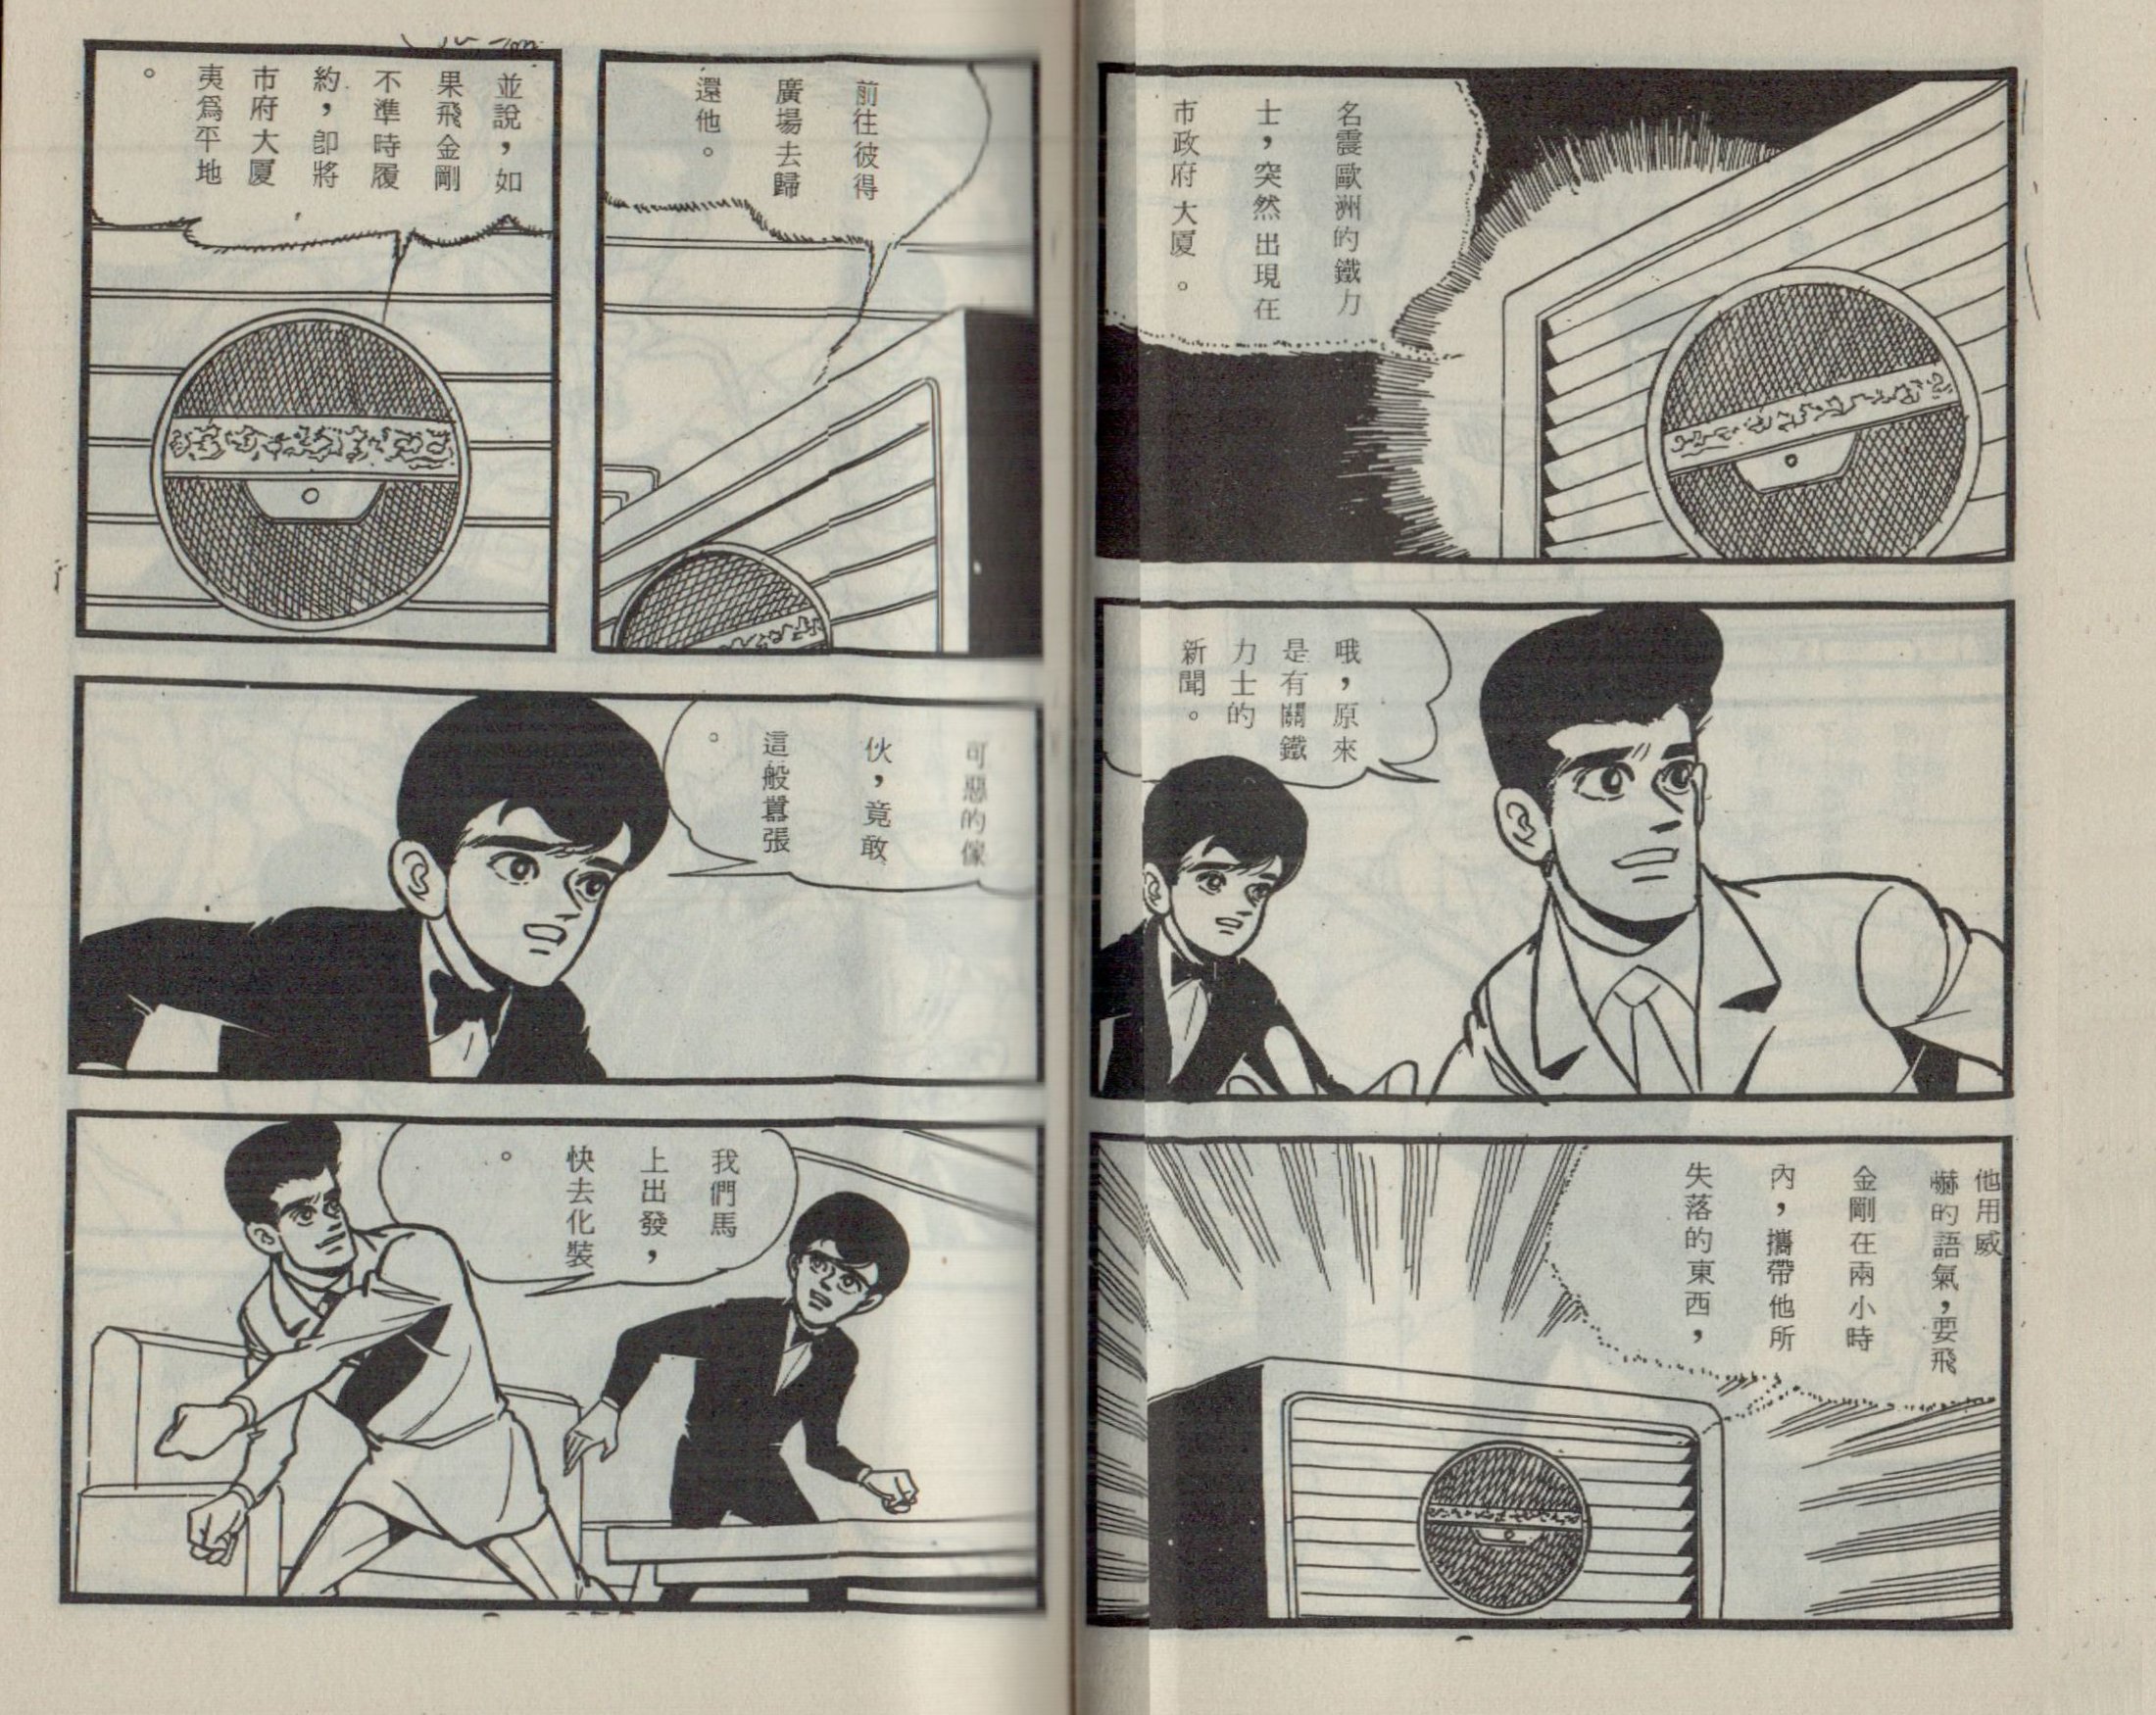 名震歐洲的鐵力
士，突然出現在
市政府大厦。
哦，原來
是有關鐵
力士的
新聞。
他用威
嚇的語氣，要飛
金剛在兩小時
內，攜帶他所
失落的東西，
前往彼得
廣場去歸
還他。
並說，如
果飛金剛
不準時履
約，卽將
市府大厦
夷爲平地
。
可惡的傢
伙，竟敢
這般囂張
。
我們馬
上出發，
快去化裝
。